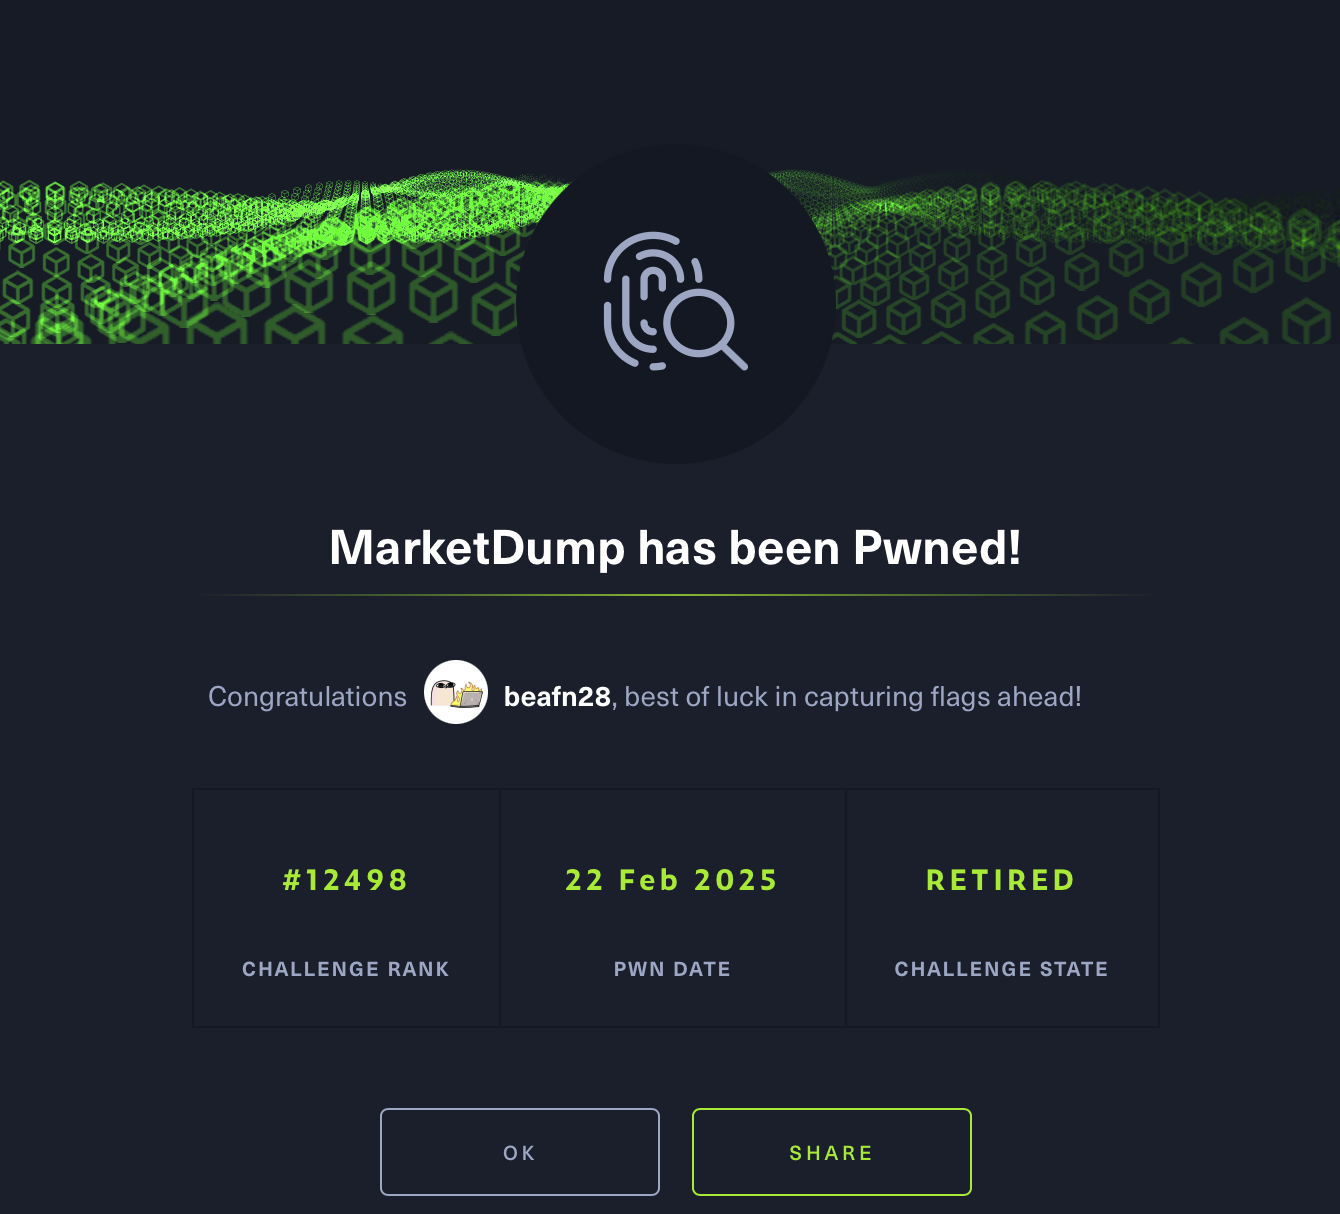 MarketDump has been Pwned!
Congratulations beafn28, best of luck in capturing flags ahead!
#12498
CHALLENGE RANK
22 Feb 2025
PWN DATE
RETIRED
CHALLENGE STATE
OK
SHARE